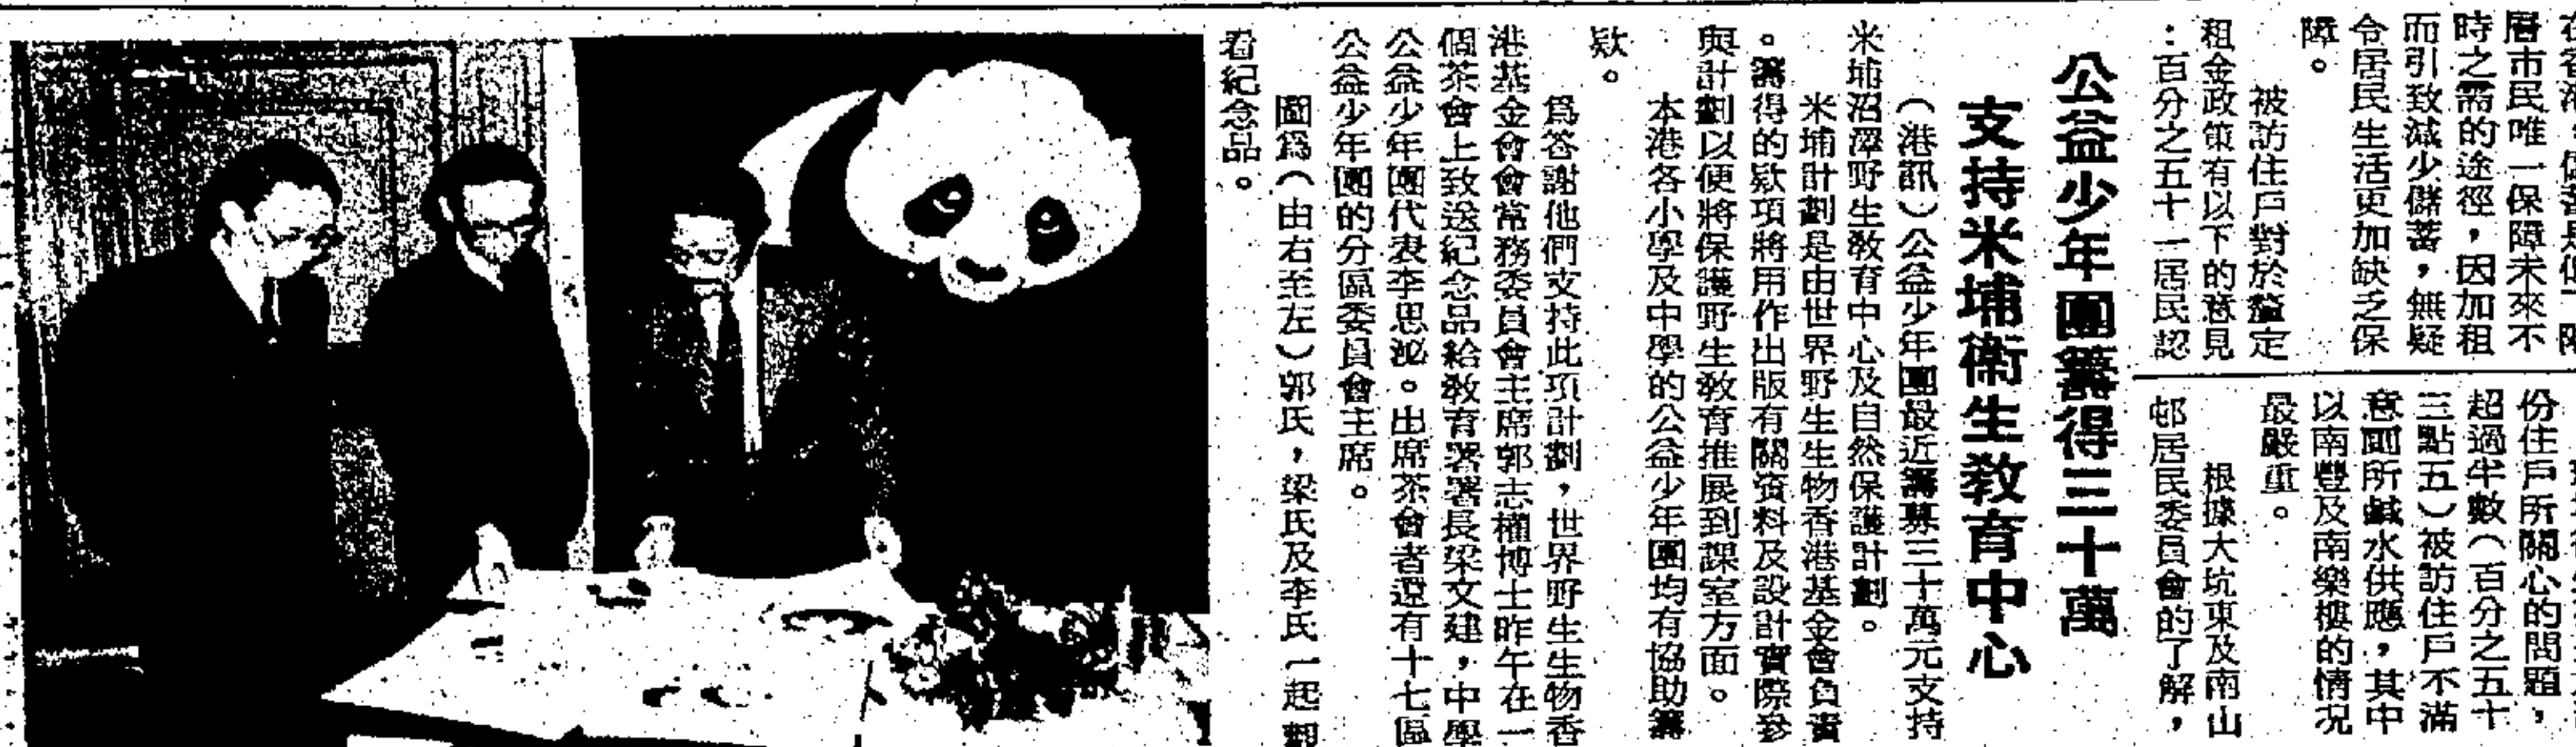 層市民唯一保障未來不
時之需的途徑，因加租
而引致減少儲蓄，無疑
令居民生活更加缺乏保
障。
被訪住戶對於釐定
租金政策有以下的意見
：百分之五十一居民認
份住戶所關心的問題，
超過半數（百分之五十
三點五）被訪住戶不滿
意面所鹹水供應，其中
以南豐及南樂樓的情況
最嚴重。
根據大坑東及南山
邨居民委員會的了解，
公益少年團籌得三十萬
支持米埔衞生敎育中心
（港訊）公益少年團最近籌募三十萬元支持
米埔沼澤野生敎育中心及自然保護計劃。
米埔計劃是由世界野生生物香港基金會負責
。籌得的欵項將用作出版有關資料及設計實際參
與計劃以便將保護野生敎育推展到課室方面。
本港各小學及中學的公益少年團均有協助籌
欵。
爲答謝他們支持此項計劃，世界野生生物香
港基金會會常務委員會主席郭志權博士昨午在一
個茶會上致送紀念品給敎育署署長梁文建，中學
公益少年團代表李思泌。出席茶會者還有十七區
公益少年團的分區委員會主席。
圖爲（由右至左）郭氏，梁氏及李氏一起觀
看紀念品。